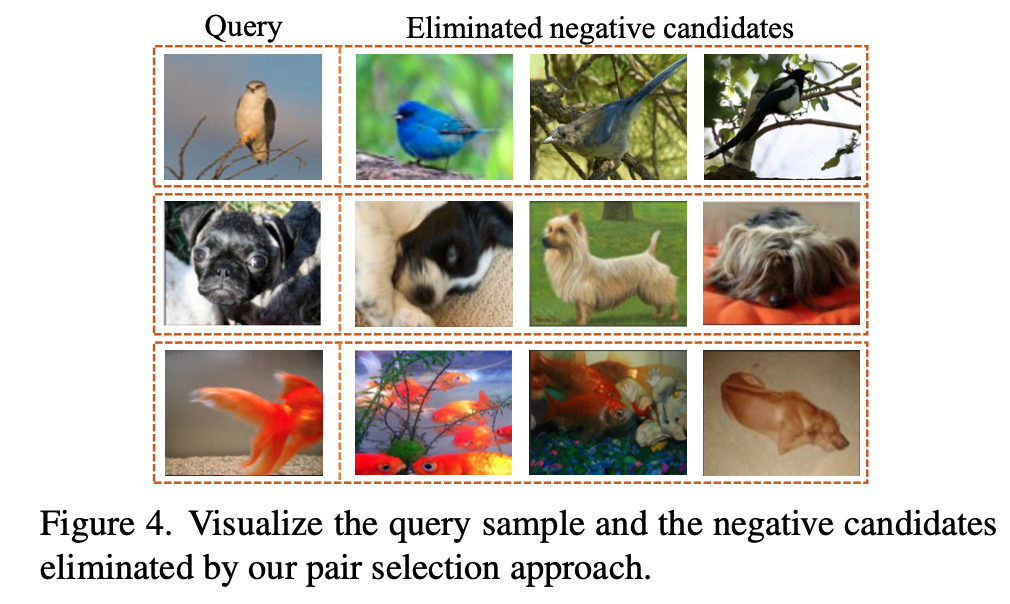 Query
Eliminated negative candidates
Figure 4. Visualize the query sample and the negative candidates
eliminated by our pair selection approach.